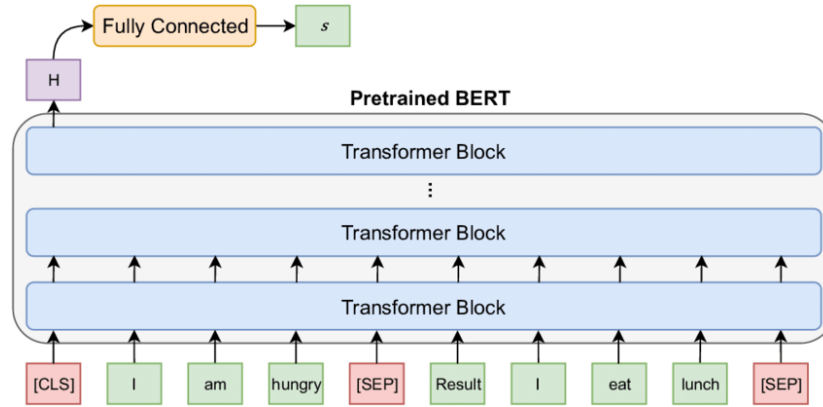 Fully Connected
s
H
Pretrained BERT
Transformer Block
⋮
Transformer Block
Transformer Block
[CLS] I am hungry [SEP] Result I eat lunch [SEP]